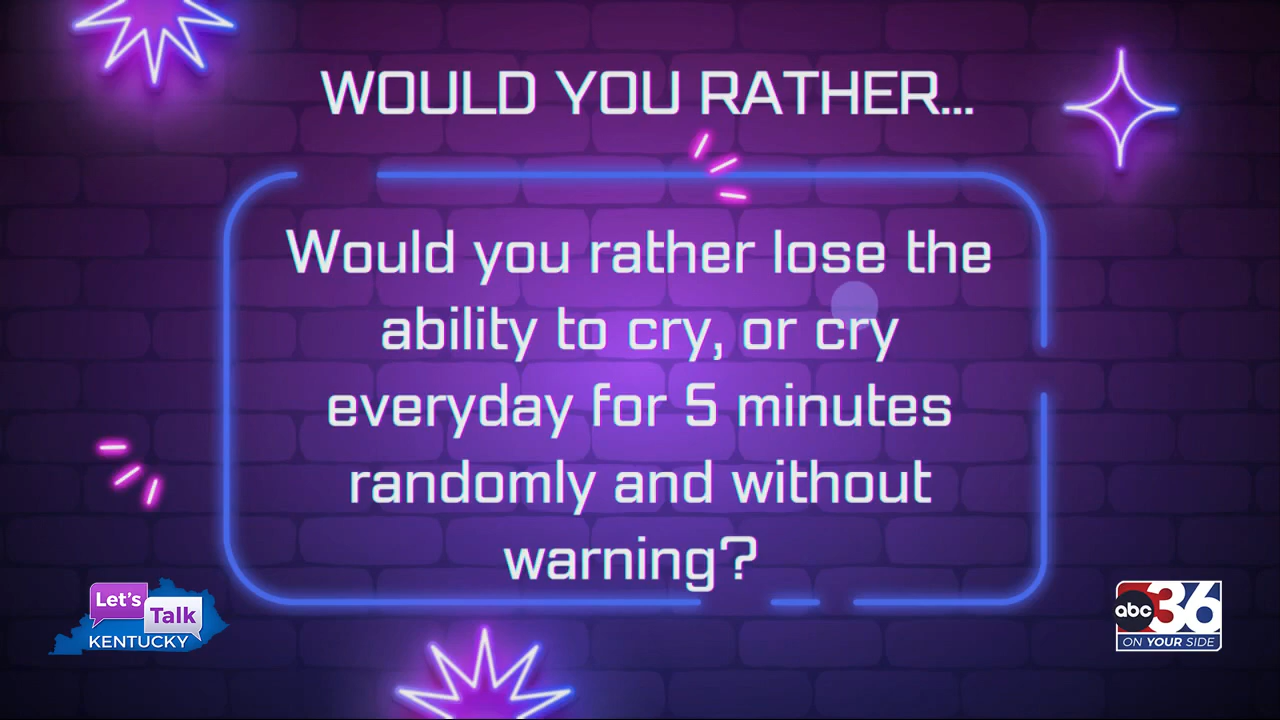 WOULD YOU RATHER...
Would you rather lose the
ability to cry, or cry
everyday for 5 minutes
randomly and without
warning?
Let's
Talk
KENTUCKY
abc 36
ON YOUR SIDE